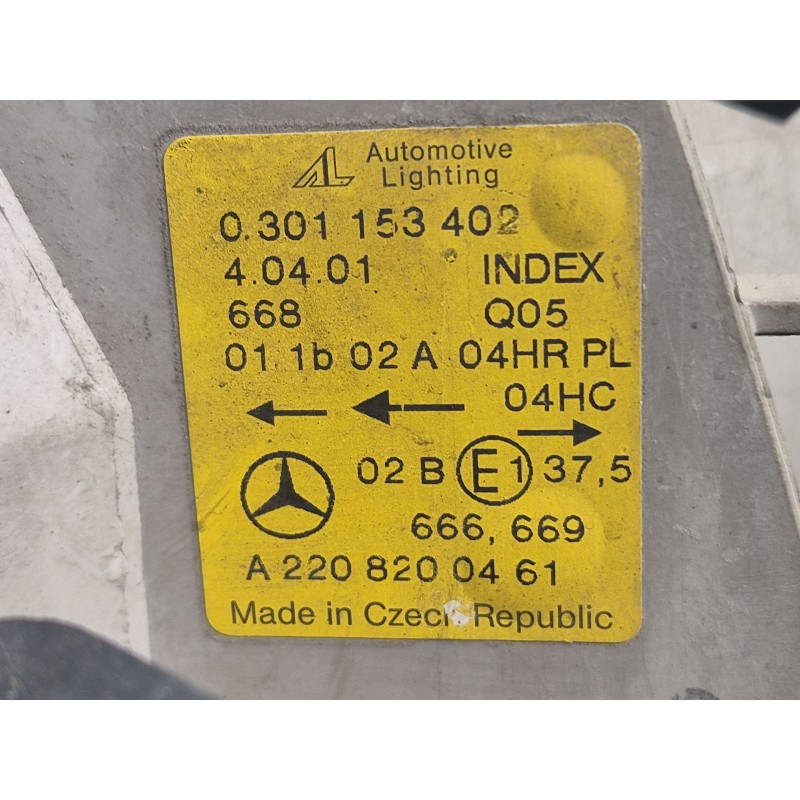 AL Automotive
Lighting
0.301 153 402
4.04.01 INDEX
668 Q05
01 1b 02 A 04HR PL
04HC
02 B E1 37,5
666, 669
A 220 820 04 61
Made in Czech Republic